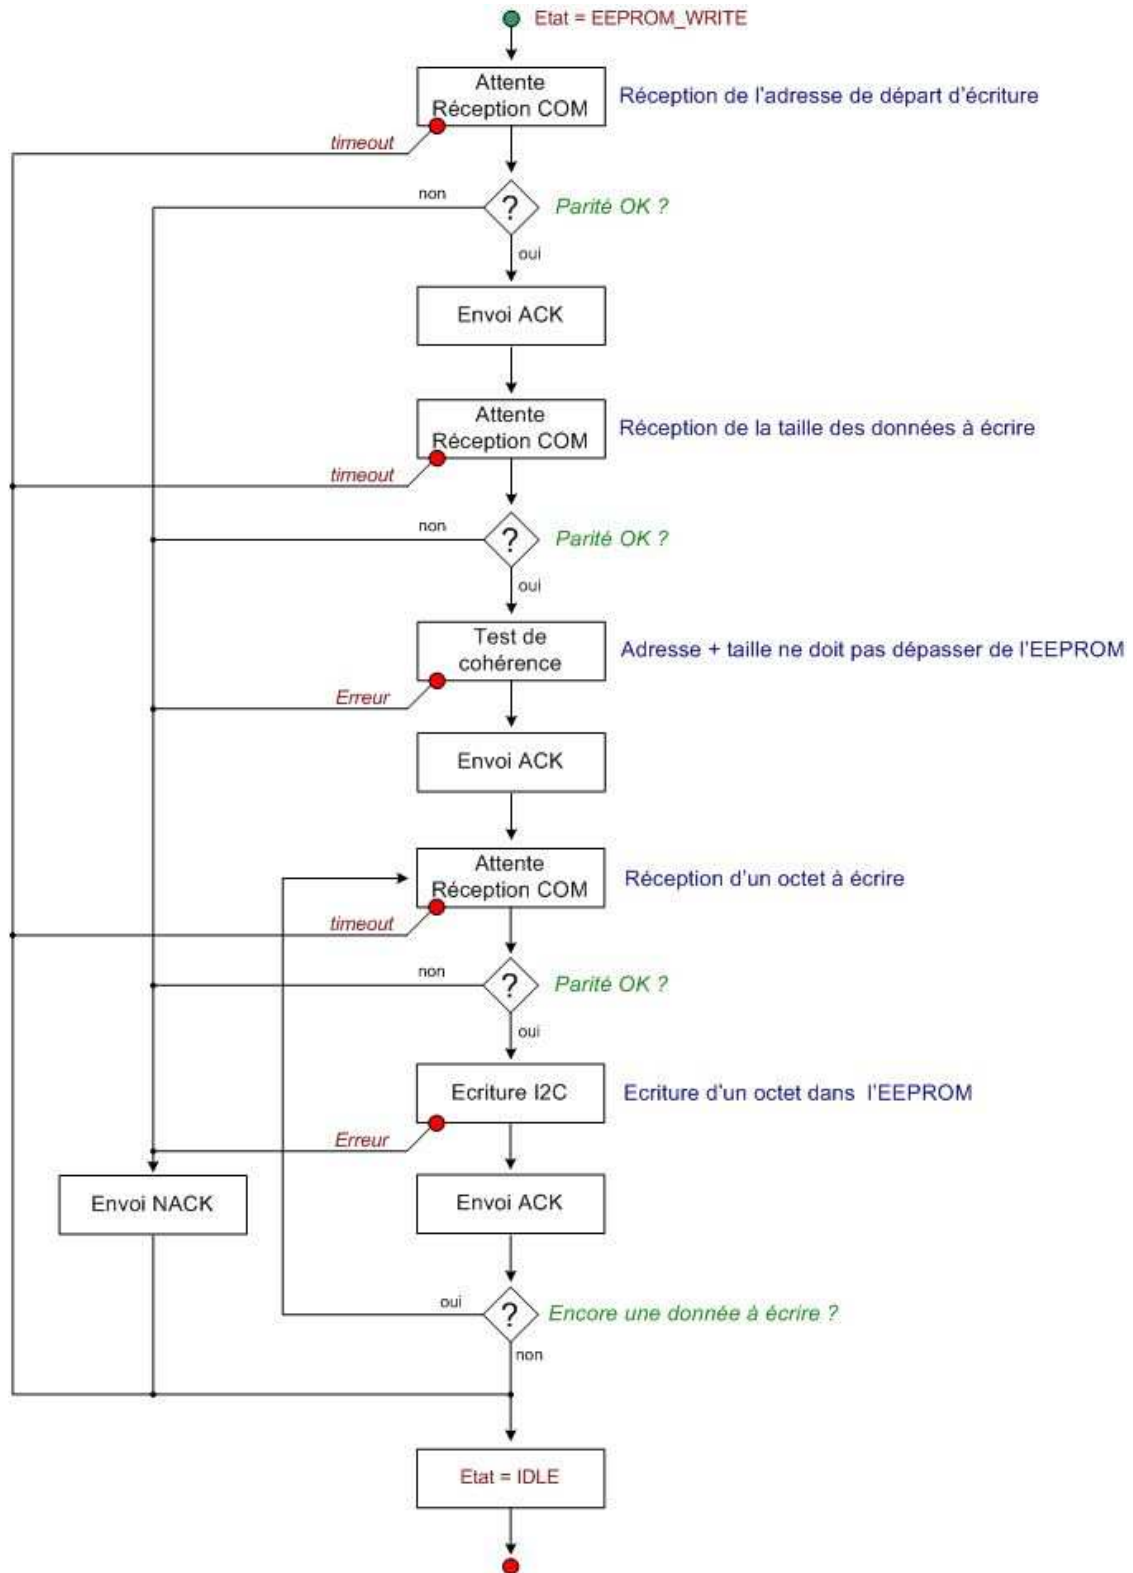 Etat = EEPROM_WRITE
Attente
Réception COM
Réception de l'adresse de départ d'écriture
timeout
non
?
Parité OK ?
oui
Envoi ACK
Attente
Réception COM
Réception de la taille des données à écrire
timeout
non
?
Parité OK ?
oui
Test de
cohérence
Adresse + taille ne doit pas dépasser de l'EEPROM
Erreur
Envoi ACK
Attente
Réception COM
Réception d'un octet à écrire
timeout
non
?
Parité OK ?
oui
Ecriture I2C
Ecriture d'un octet dans l'EEPROM
Erreur
Envoi NACK
Envoi ACK
oui
?
Encore une donnée à écrire ?
non
Etat = IDLE